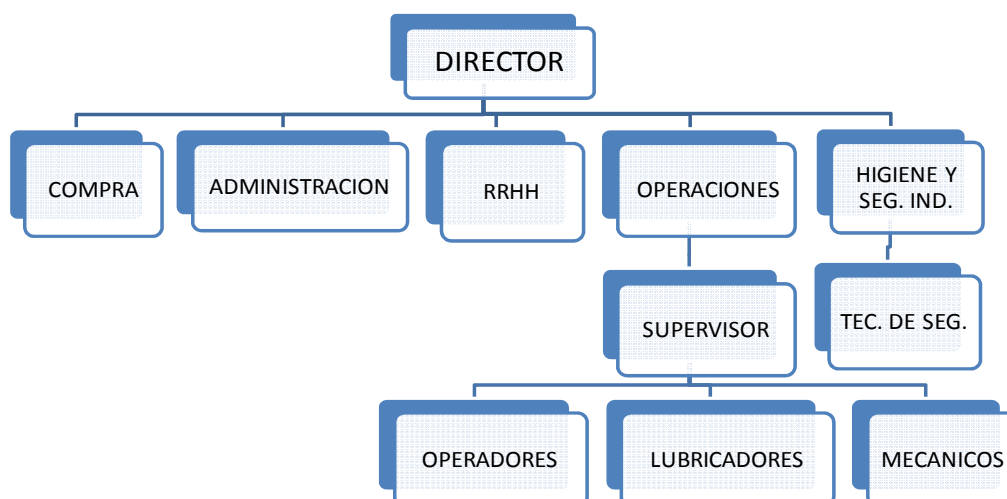 DIRECTOR
COMPRA
ADMINISTRACION
RRHH
OPERACIONES
HIGIENE Y
SEG. IND.
SUPERVISOR
TEC. DE SEG.
OPERADORES
LUBRICADORES
MECANICOS